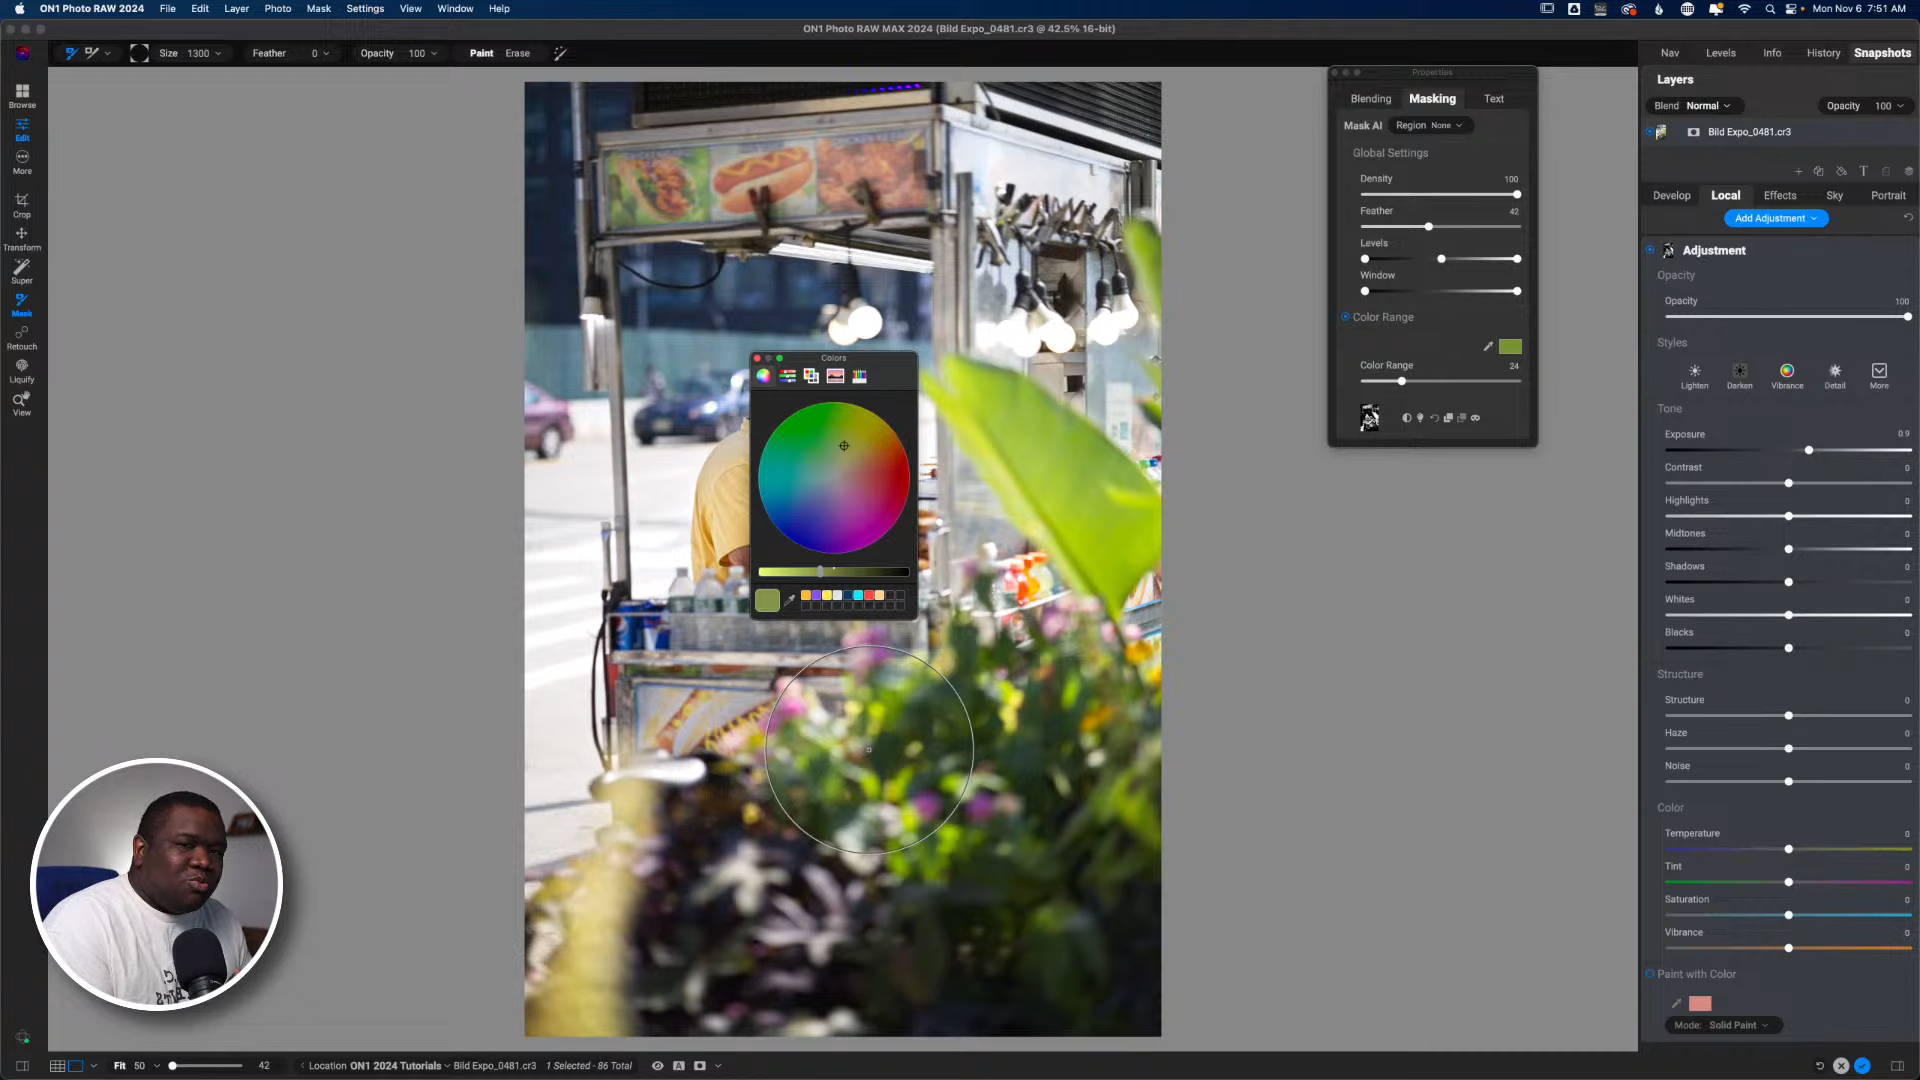 ON1 Photo RAW MAX 2024 File Edit Layer Photo Mask Settings View Window Help Mon Nov 6 7:51 AM
ON1 Photo RAW MAX 2024 (Bild Expo_0481.cr3 @ 42.5% 16-bit)
Size 1300 Feather 0 Opacity 100 Paint Erase
Nav Levels Info History Snapshots
Browse
Edit
More
Crop
Transform
Super
Mask
Retouch
Liquify
View
Colors
Properties
Blending Masking Text
Mask AI Region None
Global Settings
Density 100
Feather 42
Levels
Window
Color Range
Color Range 24
Layers
Blend Normal Opacity 100
Bild Expo_0481.cr3
Develop Local Effects Sky Portrait
Add Adjustment
Adjustment
Opacity
Opacity 100
Styles
Lighten Darken Vibrance Detail More
Tone
Exposure 0.9
Contrast 0
Highlights 0
Midtones 0
Shadows 0
Whites 0
Blacks 0
Structure
Structure 0
Haze 0
Noise 0
Color
Temperature 0
Tint 0
Saturation 0
Vibrance 0
Paint with Color
Mode: Solid Paint
Fit 50 42 Location ON1 2024 Tutorials Bild Expo_0481.cr3 1 Selected - 86 Total